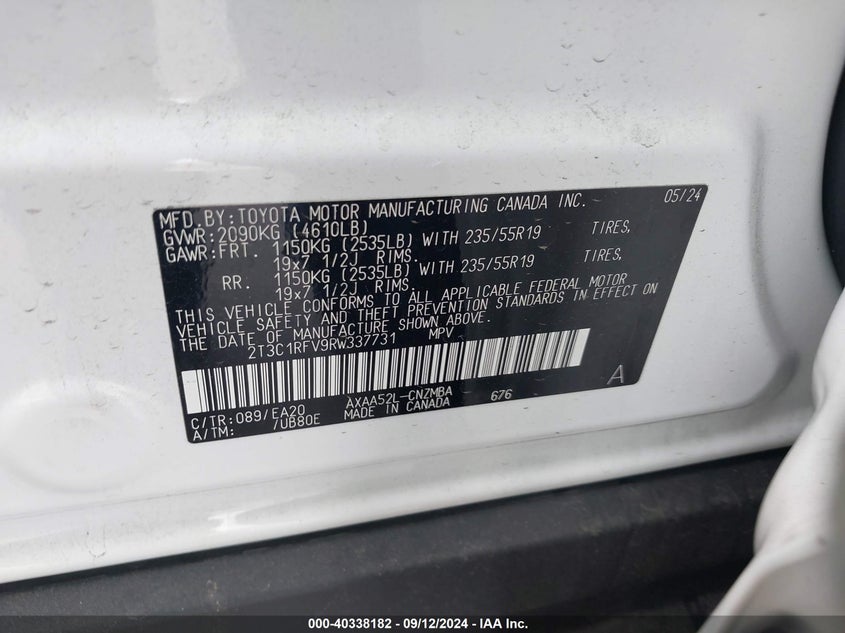 MFD.BY:TOYOTA MOTOR MANUFACTURING CANADA INC. 05/24
GVWR:2090KG (4610LB)
GAWR:FRT. 1150KG (2535LB) WITH 235/55R19 TIRES,
19x7 1/2J RIMS.
RR. 1150KG (2535LB) WITH 235/55R19 TIRES,
19x7 1/2J RIMS.
THIS VEHICLE CONFORMS TO ALL APPLICABLE FEDERAL MOTOR
VEHICLE SAFETY AND THEFT PREVENTION STANDARDS IN EFFECT ON
THE DATE OF MANUFACTURE SHOWN ABOVE.
2T3C1RFV9RW337731 MPV
A
C/TR:089/EA20 AXAA52L-CNZMBA 676
A/TM: /UB80E MADE IN CANADA
000-40338182 - 09/12/2024 - IAA Inc.